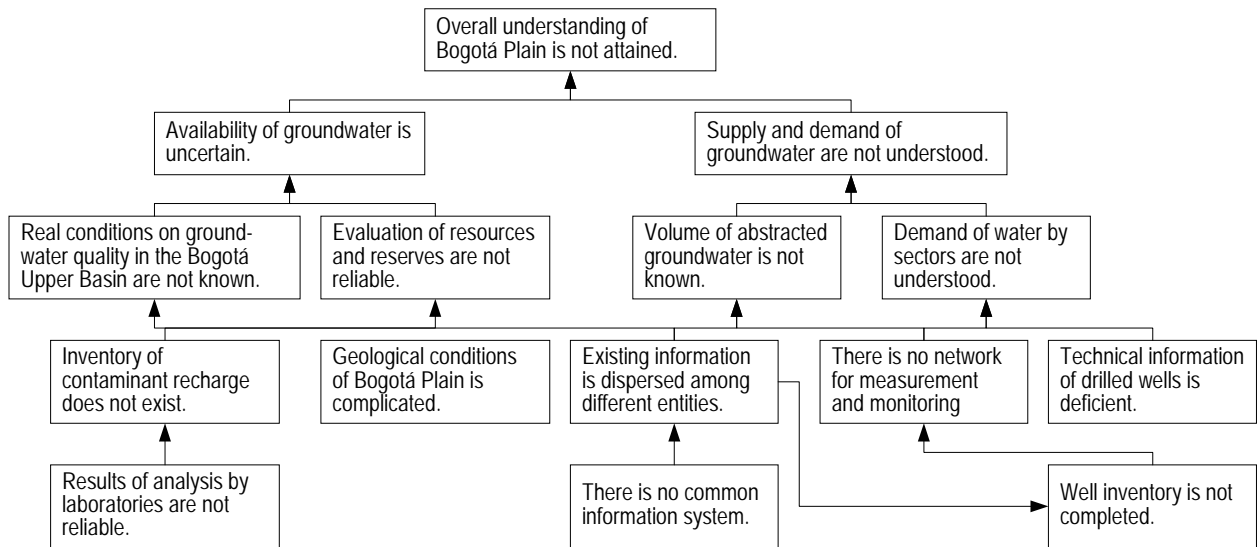 Overall understanding of
Bogotá Plain is not attained.
Availability of groundwater is
uncertain.
Supply and demand of
groundwater are not understood.
Real conditions on ground-
water quality in the Bogotá
Upper Basin are not known.
Evaluation of resources
and reserves are not
reliable.
Volume of abstracted
groundwater is not
known.
Demand of water by
sectors are not
understood.
Inventory of
contaminant recharge
does not exist.
Geological conditions
of Bogotá Plain is
complicated.
Existing information
is dispersed among
different entities.
There is no network
for measurement
and monitoring
Technical information
of drilled wells is
deficient.
Results of analysis by
laboratories are not
reliable.
There is no common
information system.
Well inventory is not
completed.